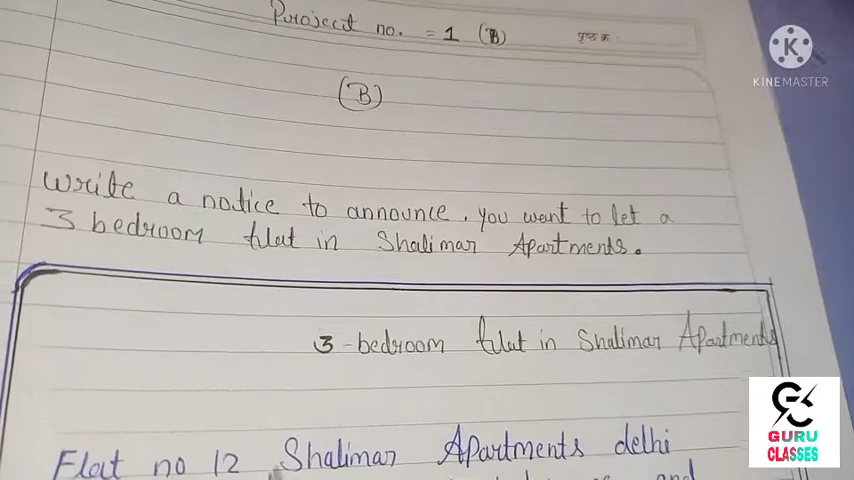 Project no. = 1 (B)
पृष्ठ क्र.
KINEMASTER
(B)
Write a notice to announce, you want to let a
3 bedroom flat in Shalimar Apartments.
3-bedroom flat in Shalimar Apartments
Flat no 12 Shalimar Apartments delhi
and
GURU
CLASSES